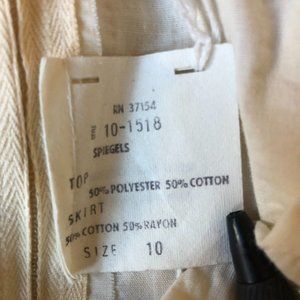 RN 37154
10-1518
SPIEGELS
TOP
50% POLYESTER 50% COTTON
SKIRT
50% COTTON 50% RAYON
SIZE 10